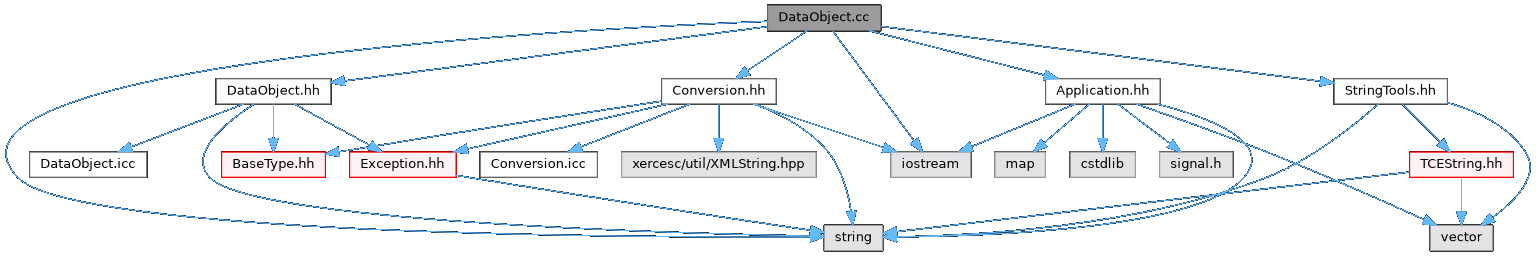 DataObject.cc
DataObject.hh
Conversion.hh
Application.hh
StringTools.hh
DataObject.icc
BaseType.hh
Exception.hh
Conversion.icc
xercesc/util/XMLString.hpp
iostream
map
cstdlib
signal.h
TCEString.hh
string
vector